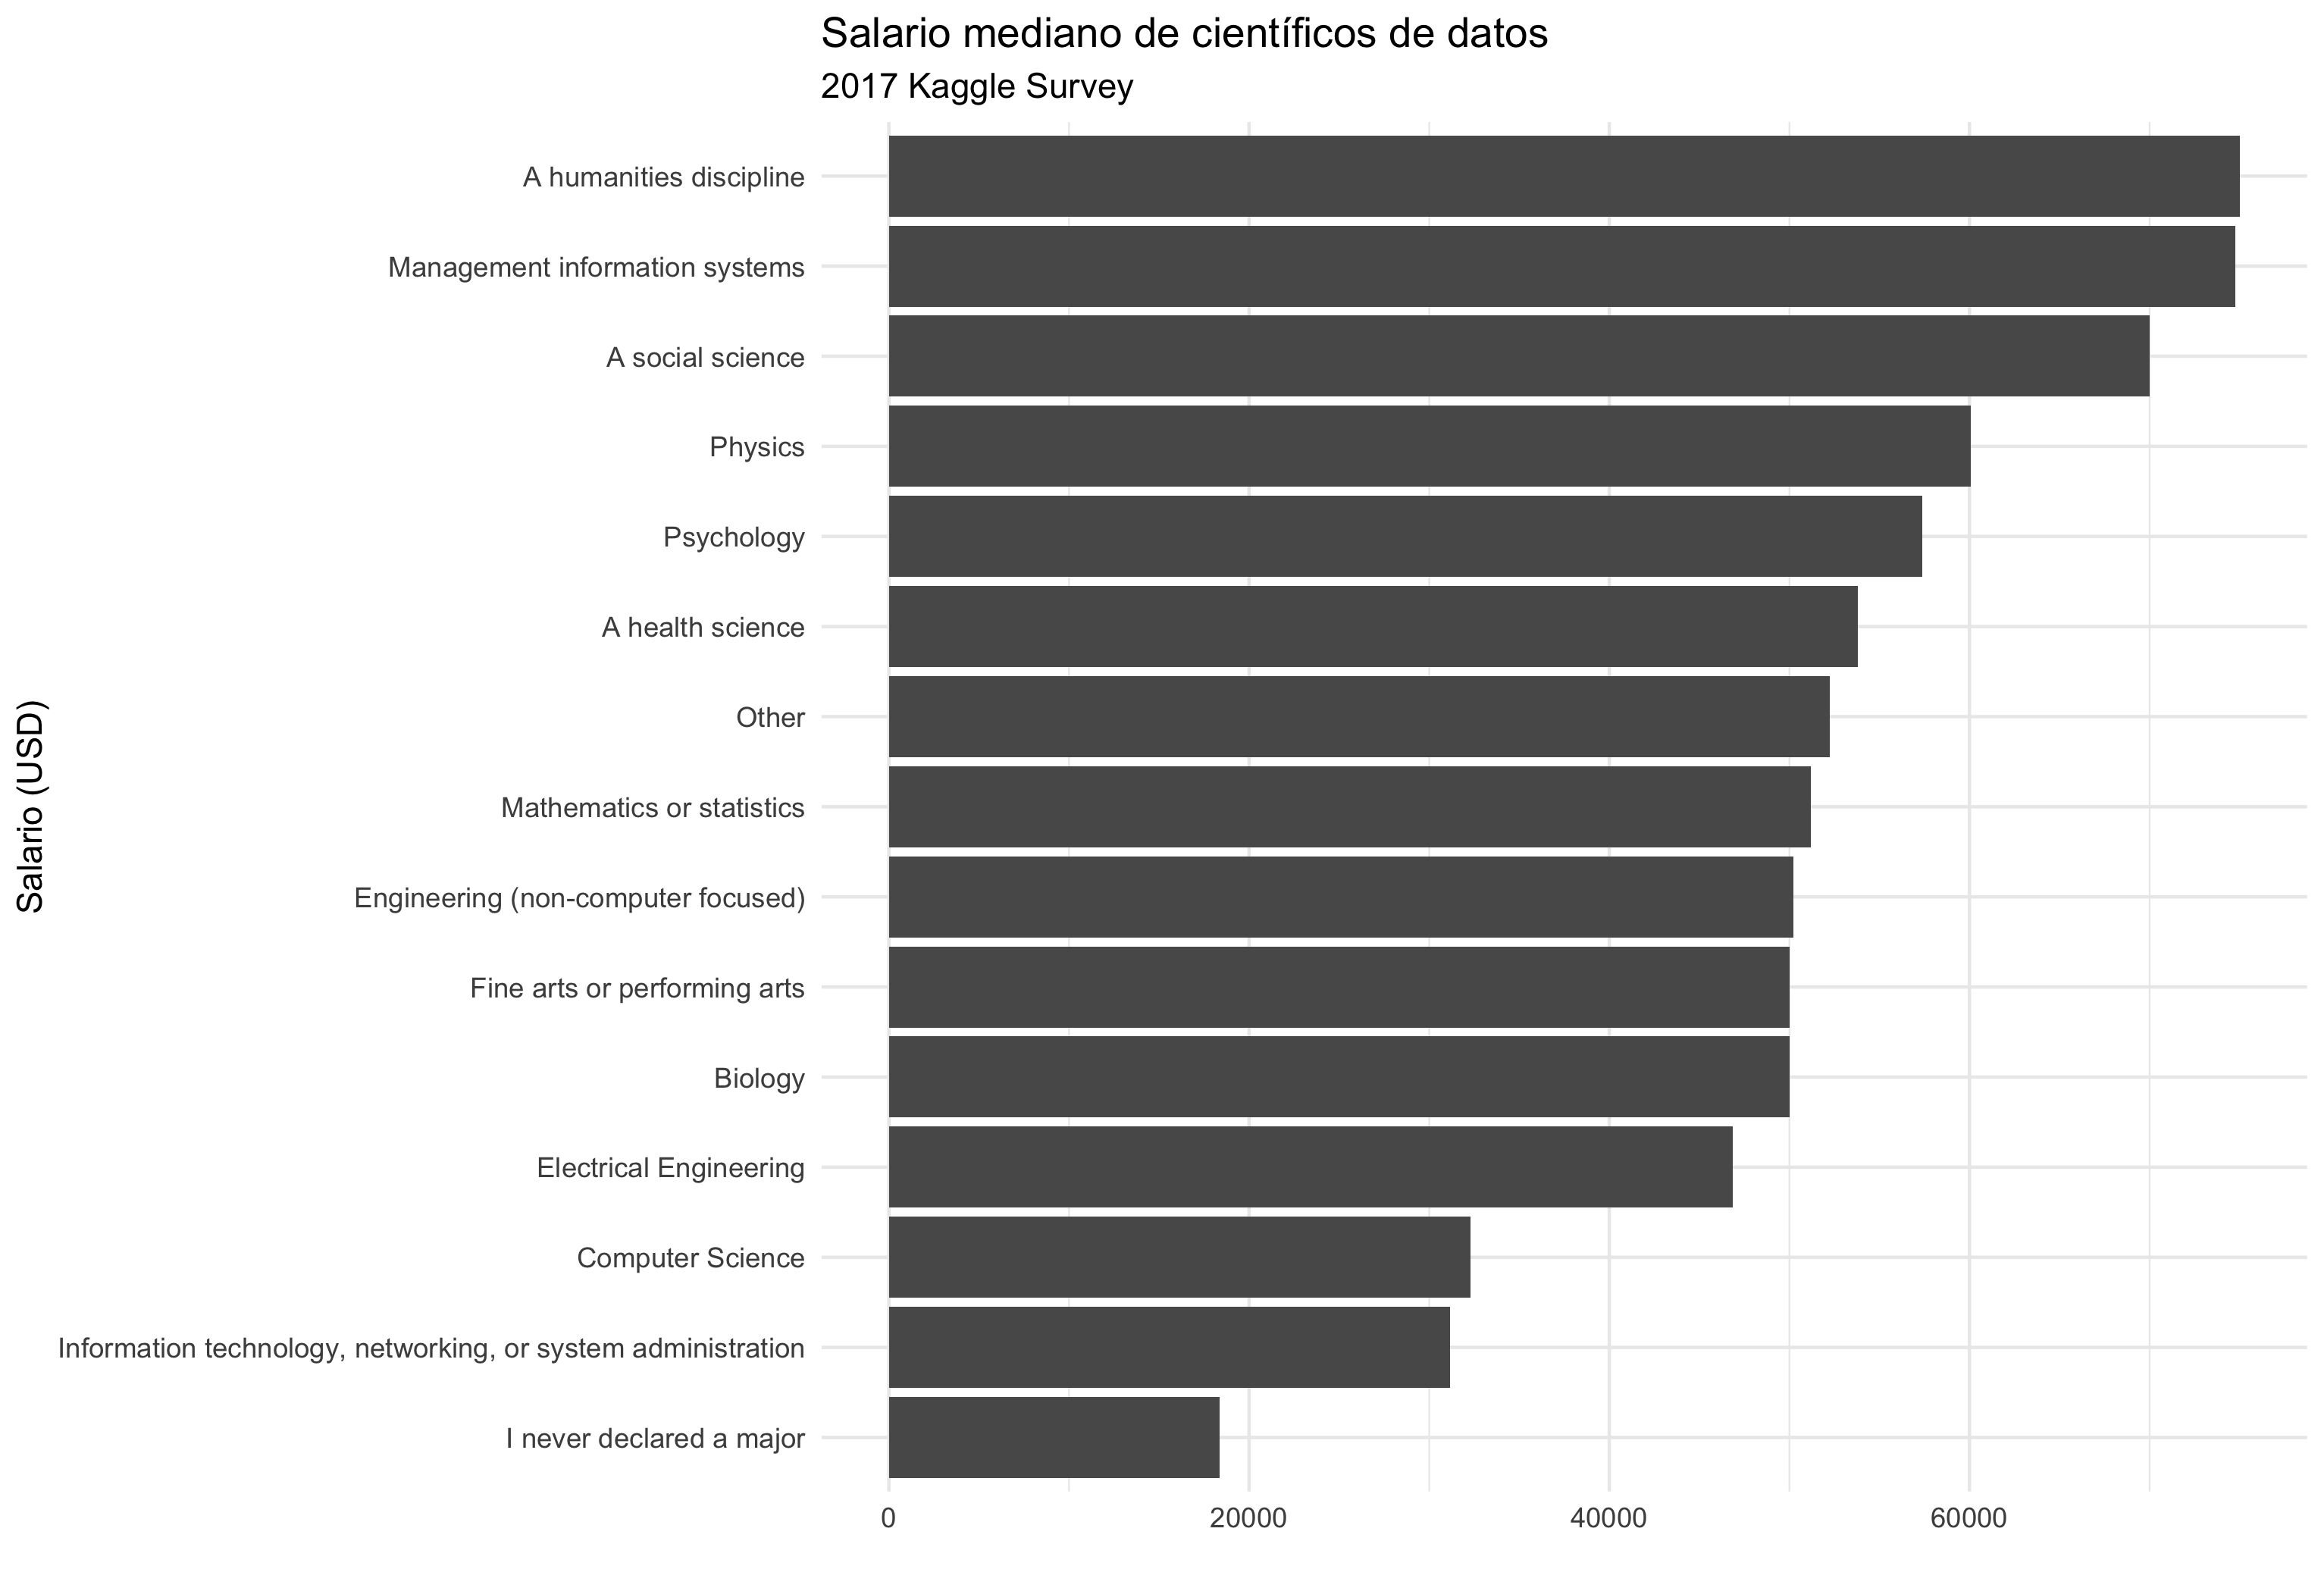 Salario mediano de científicos de datos
2017 Kaggle Survey
Salario (USD)
A humanities discipline
Management information systems
A social science
Physics
Psychology
A health science
Other
Mathematics or statistics
Engineering (non-computer focused)
Fine arts or performing arts
Biology
Electrical Engineering
Computer Science
Information technology, networking, or system administration
I never declared a major
0 20000 40000 60000